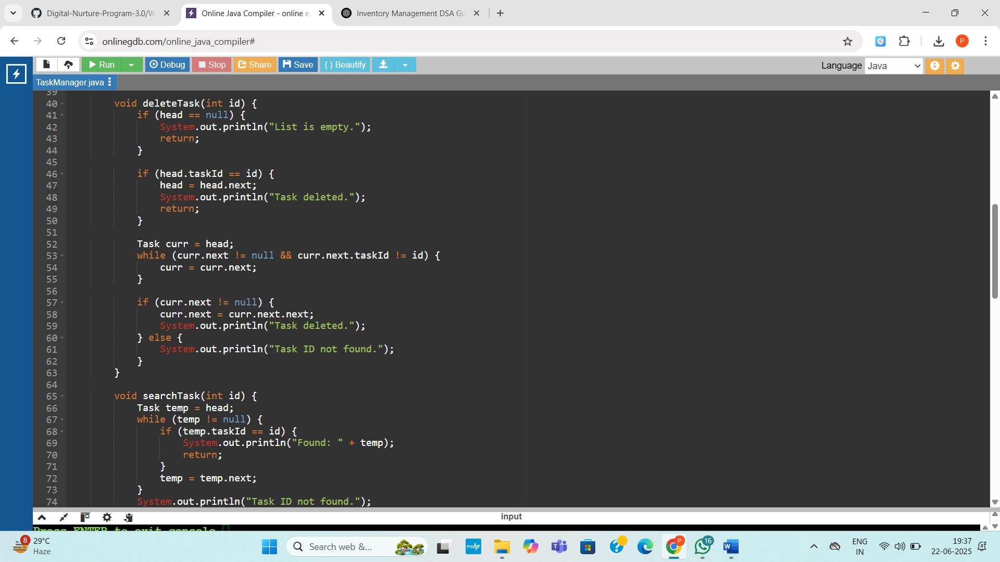 Digital-Nurture-Program-3.0/W
Online Java Compiler - online e
Inventory Management DSA Gu
onlinegdb.com/online_java_compiler#
P
Run
Debug
Stop
Share
Save
{ } Beautify
Language
Java
TaskManager.java
39
40 void deleteTask(int id) {
41 if (head == null) {
42 System.out.println("List is empty.");
43 return;
44 }
45
46 if (head.taskId == id) {
47 head = head.next;
48 System.out.println("Task deleted.");
49 return;
50 }
51
52 Task curr = head;
53 while (curr.next != null && curr.next.taskId != id) {
54 curr = curr.next;
55 }
56
57 if (curr.next != null) {
58 curr.next = curr.next.next;
59 System.out.println("Task deleted.");
60 } else {
61 System.out.println("Task ID not found.");
62 }
63 }
64
65 void searchTask(int id) {
66 Task temp = head;
67 while (temp != null) {
68 if (temp.taskId == id) {
69 System.out.println("Found: " + temp);
70 return;
71 }
72 temp = temp.next;
73 }
74 System.out.println("Task ID not found.");
input
Press ENTER to exit console.
8
29°C
Haze
Search web &...
myhp
P
16
ENG
IN
19:37
22-06-2025